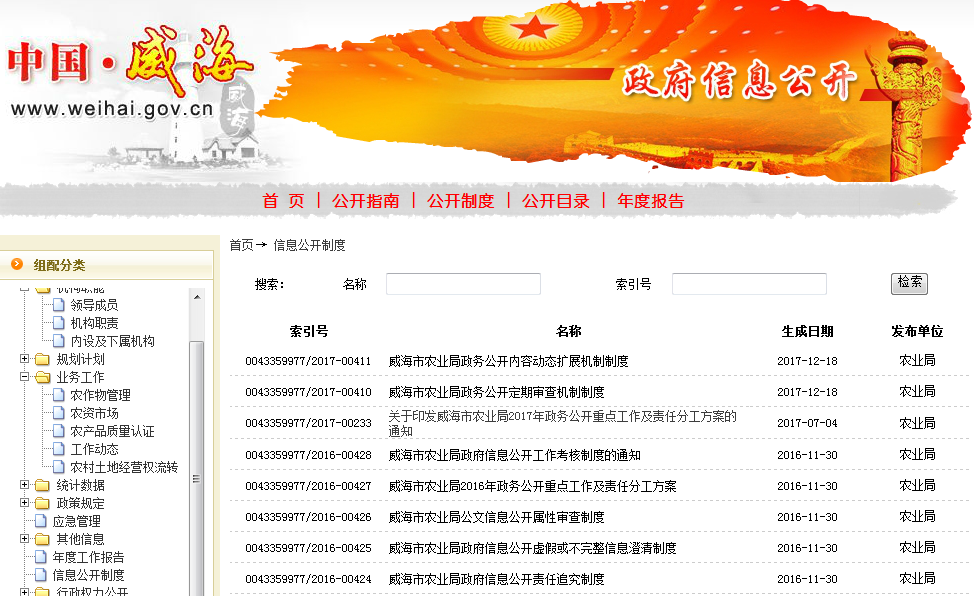 中国·威海
www.weihai.gov.cn
威海
政府信息公开
首 页 | 公开指南 | 公开制度 | 公开目录 | 年度报告
组配分类
机构职能
领导成员
机构职责
内设及下属机构
规划计划
业务工作
农作物管理
农资市场
农产品质量认证
工作动态
农村土地经营权流转
统计数据
政策规定
应急管理
其他信息
年度工作报告
信息公开制度
行政权力公开
首页→ 信息公开制度
搜索: 名称 索引号 检索
索引号 名称 生成日期 发布单位
0043359977/2017-00411 威海市农业局政务公开内容动态扩展机制制度 2017-12-18 农业局
0043359977/2017-00410 威海市农业局政务公开定期审查机制制度 2017-12-18 农业局
0043359977/2017-00233 关于印发威海市农业局2017年政务公开重点工作及责任分工方案的 2017-07-04 农业局
通知
0043359977/2016-00428 威海市农业局政府信息公开工作考核制度的通知 2016-11-30 农业局
0043359977/2016-00427 威海市农业局2016年政务公开重点工作及责任分工方案 2016-11-30 农业局
0043359977/2016-00426 威海市农业局公文信息公开属性审查制度 2016-11-30 农业局
0043359977/2016-00425 威海市农业局政府信息公开虚假或不完整信息澄清制度 2016-11-30 农业局
0043359977/2016-00424 威海市农业局政府信息公开责任追究制度 2016-11-30 农业局